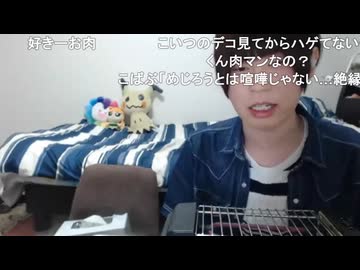 好き一お肉
こいつのデコ見てからハゲてない
くん肉マンなの？
こばぶ「めじろうとは喧嘩じゃない…絶縁